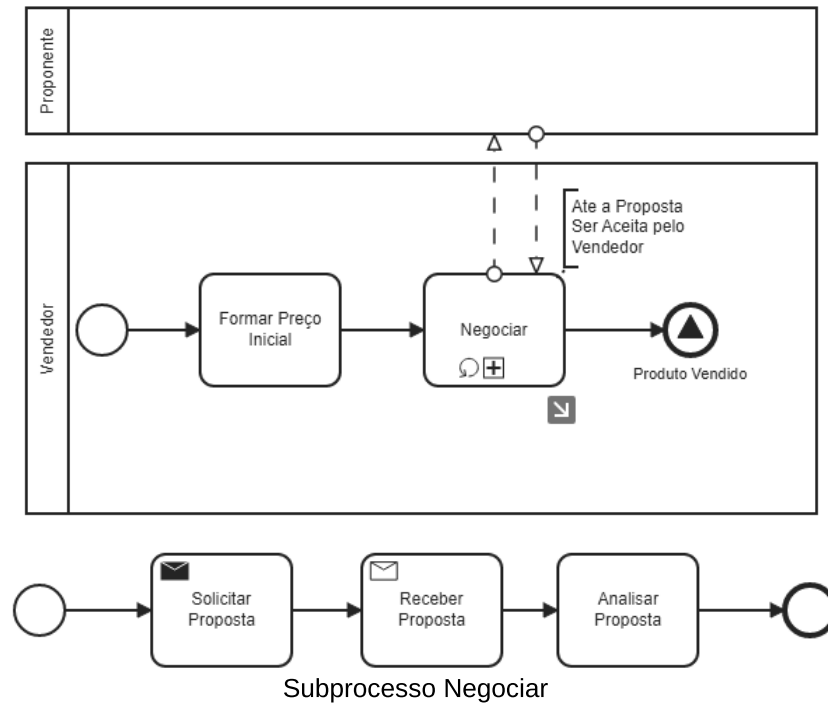 Proponente
Ate a Proposta
Ser Aceita pelo
Vendedor
Vendedor
Formar Preço
Inicial
Negociar
Produto Vendido
Solicitar
Proposta
Receber
Proposta
Analisar
Proposta
Subprocesso Negociar